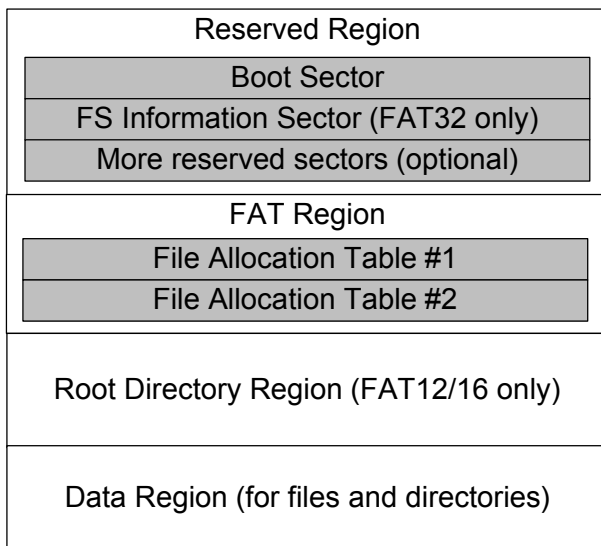 Reserved Region
Boot Sector
FS Information Sector (FAT32 only)
More reserved sectors (optional)
FAT Region
File Allocation Table #1
File Allocation Table #2
Root Directory Region (FAT12/16 only)
Data Region (for files and directories)